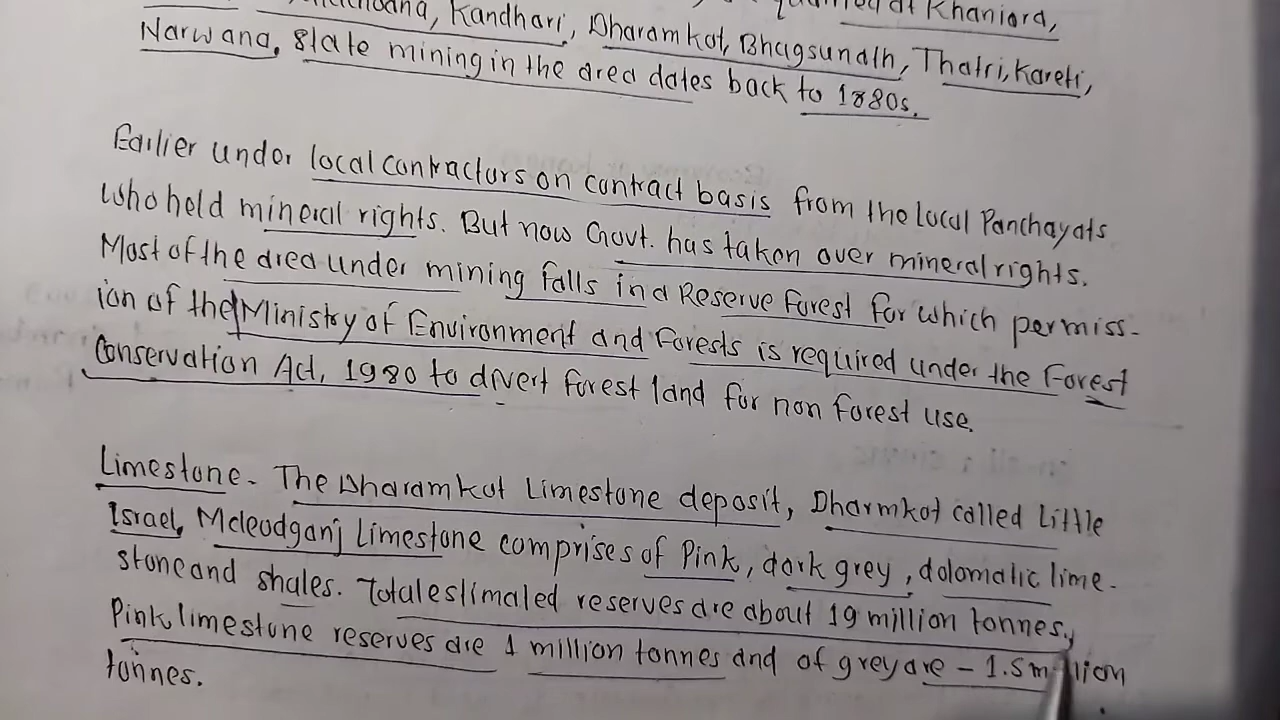 at Khaniara,
Kandhari, Dharamkot, Bhagsunath, Thatri, Kareti,
Narwana, Slate mining in the area dates back to 1880s.
Earlier under local contractors on contract basis from the local Panchayats
who held mineral rights. But now Govt. has taken over mineral rights.
Most of the area under mining falls in a Reserve Forest for which permiss-
ion of the Ministry of Environment and Forests is required under the Forest
Conservation Act, 1980 to divert forest land for non forest use.
Limestone - The Dharamkot Limestone deposit, Dharmkot called Little
Israel, Mcleodganj limestone comprises of Pink, dark grey, dolomatic lime-
stone and shales. Total estimated reserves are about 19 million tonnes,
Pink limestone reserves are 1 million tonnes and of grey are - 1.5 million
tonnes.